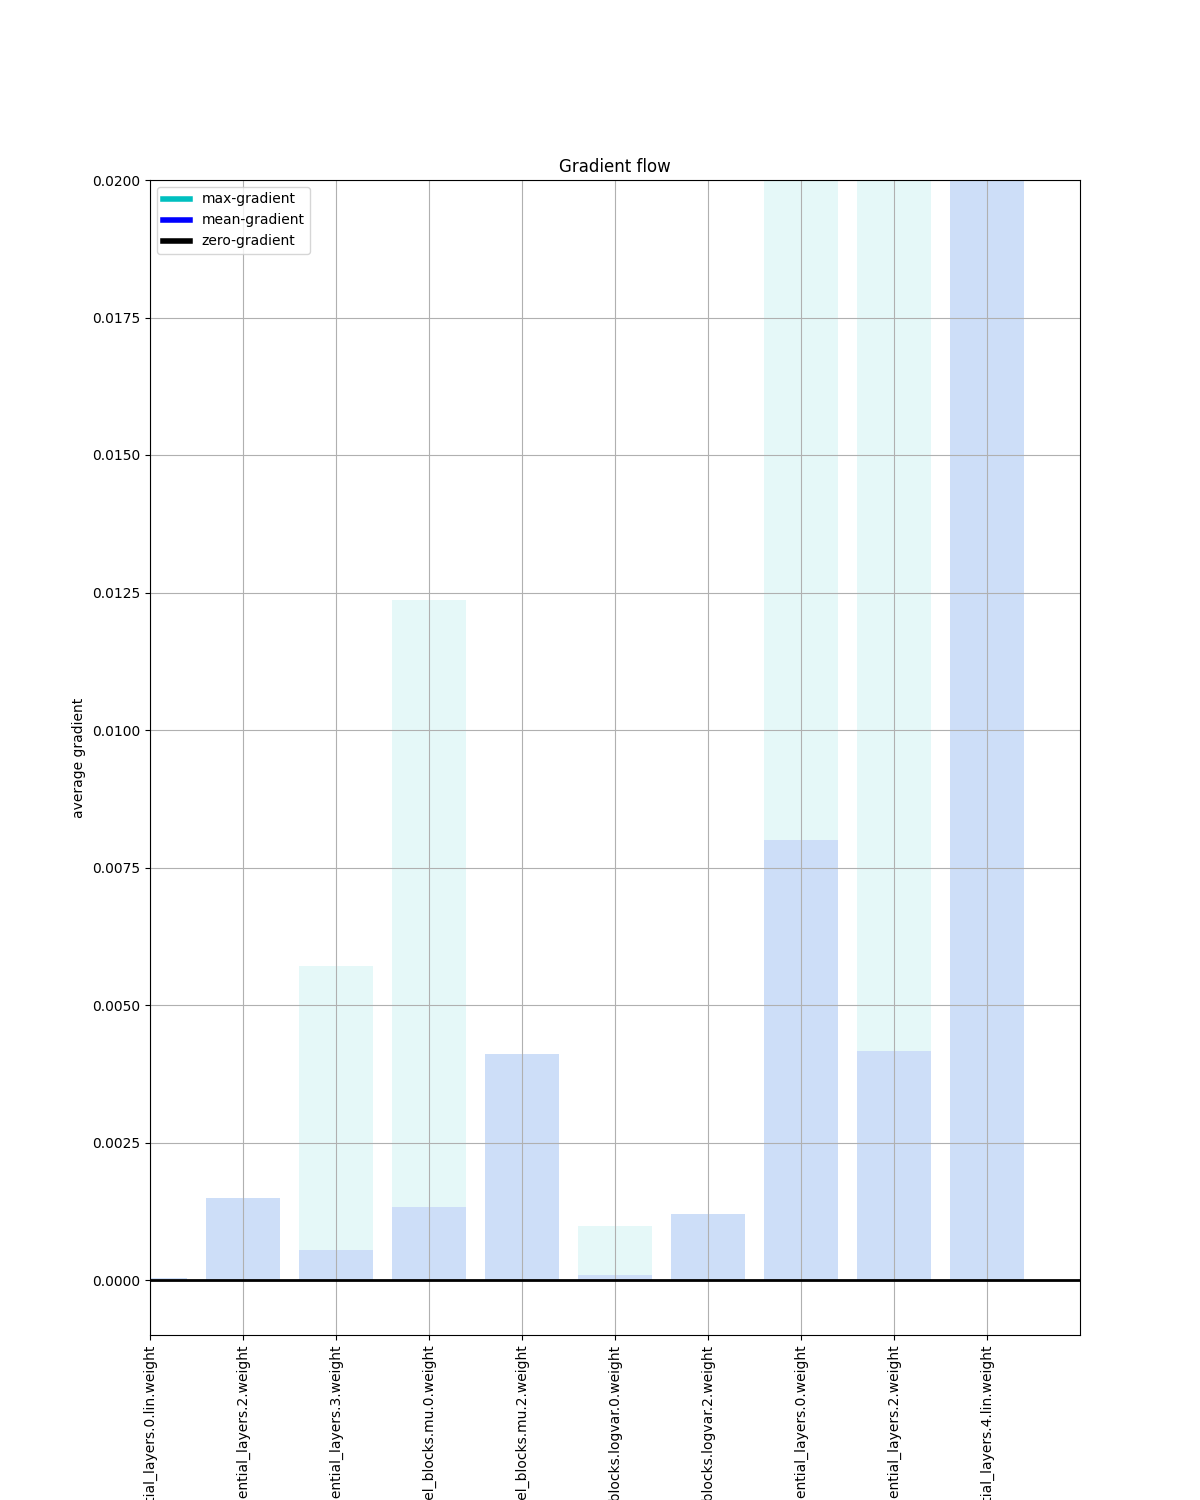 Gradient flow
max-gradient
mean-gradient
zero-gradient
average gradient
0.0200
0.0175
0.0150
0.0125
0.0100
0.0075
0.0050
0.0025
0.0000
tial_layers.0.lin.weight
ential_layers.2.weight
ential_layers.3.weight
el_blocks.mu.0.weight
el_blocks.mu.2.weight
blocks.logvar.0.weight
blocks.logvar.2.weight
ential_layers.0.weight
ential_layers.2.weight
tial_layers.4.lin.weight